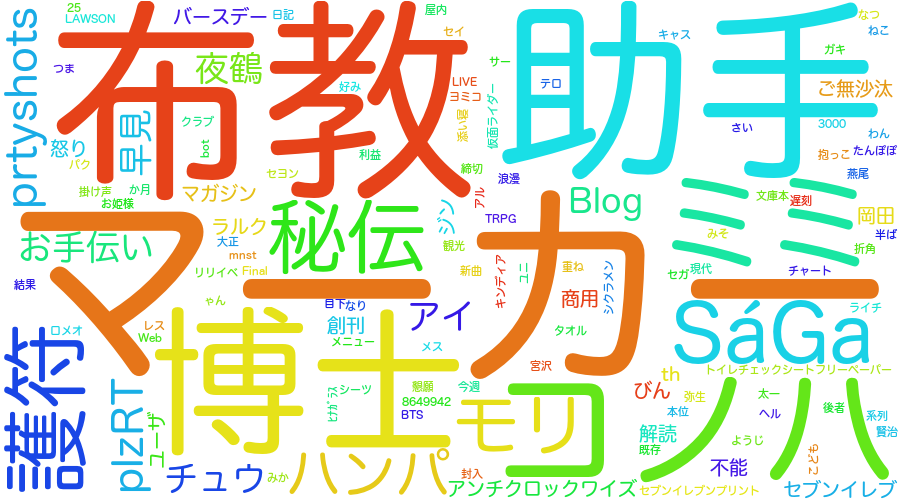 25
LAWSON
日記
バースデー
屋内
セイ
なつ
ねこ
キャス
ガキ
prtyshots
布教
助手
つま
夜鶴
好み
LIVE
ヨミコ
サー
テロ
ご無沙汰
仮面ライダー
添い寝
クラブ
bot
早見
怒り
バク
利益
締切
さい
3000
わん
抱っこ
たんぽぽ
掛け声
か月
お姫様
マガジン
セヨン
アル
浪漫
燕尾
文庫本
遅刻
マーカー
ミミ
秘伝
ジン
TRPG
Blog
岡田
半ば
みそ
折角
お手伝い
ラルク
大正
mnst
観光
リリイベ
Final
新曲
キンディア
ユニ
重ね
シクラメン
セガ
現代
チャート
結果
ゃん
目下
なり
アイ
商用
SáGa
ライチ
ロメオ
レス
Web
創刊
メニュー
メス
タオル
護符
博士
宮沢
トイレチェックシートフリーペーパー
plzRT
ユーザ
ヒナガラス
シーツ
懇願
今週
8649942
BTS
モリ
コ
びん
th
弥生
太一
ハ
本位
ヘル
後者
系列
賢治
解読
既存
ようじ
こども
チュウ
みか
ハンパ
封入
アンチクロックワイズ
不能
セブンイレブンプリント
セブンイレブ